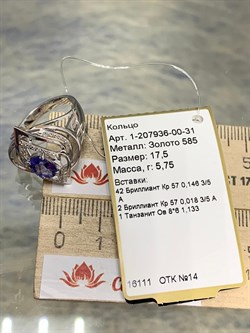 Кольцо
Арт. 1-207936-00-31
Металл: Золото 585
Размер: 17,5
Масса, г: 5,75
Вставки:
42 Бриллиант Кр 57 0,146 3/5
А
2 Бриллиант Кр 57 0,018 3/5 А
1 Танзанит Ов 8*6 1,133
16111 ОТК №14